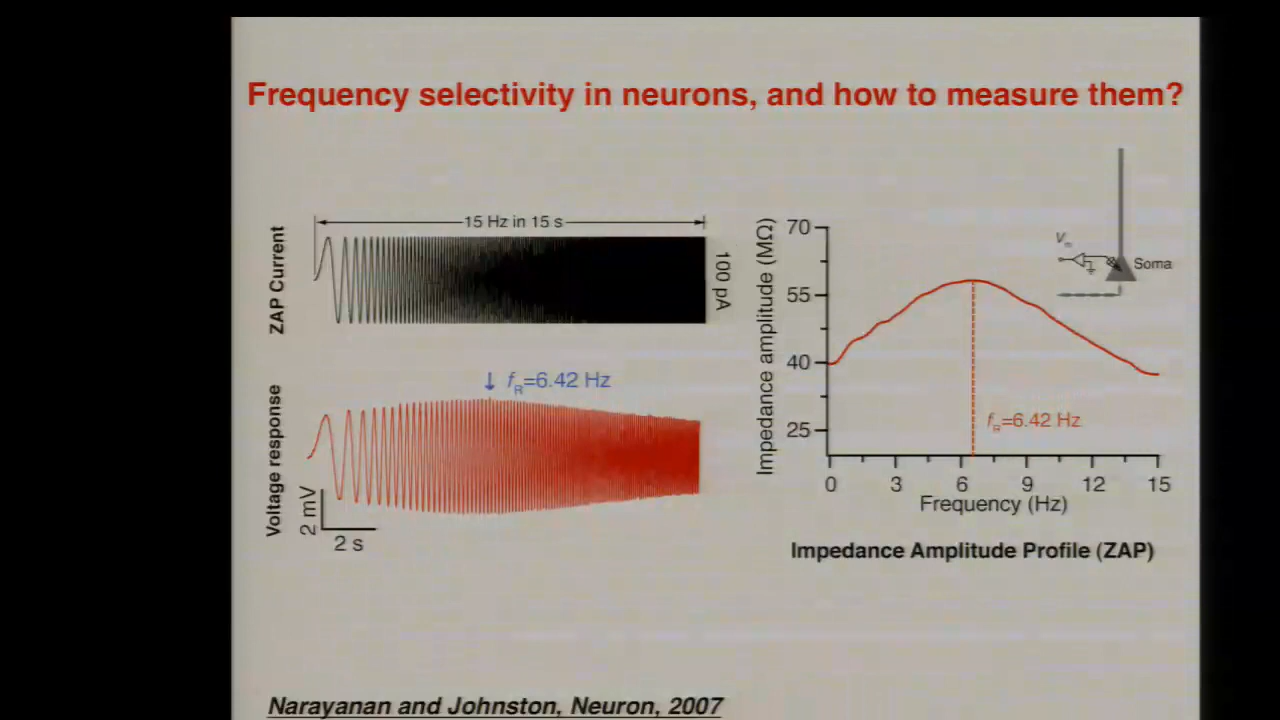 Frequency selectivity in neurons, and how to measure them?
15 Hz in 15 s
ZAP Current
100 pA
fR=6.42 Hz
Voltage response
2 mV
2 s
Impedance amplitude (MΩ)
70
55
40
25
Vm
Soma
fR=6.42 Hz
0 3 6 9 12 15
Frequency (Hz)
Impedance Amplitude Profile (ZAP)
Narayanan and Johnston, Neuron, 2007